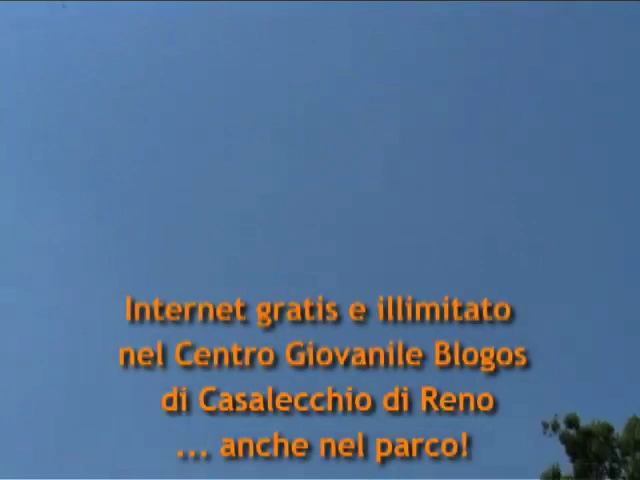 Internet gratis e illimitato
nel Centro Giovanile Blogos
di Casalecchio di Reno
... anche nel parco!